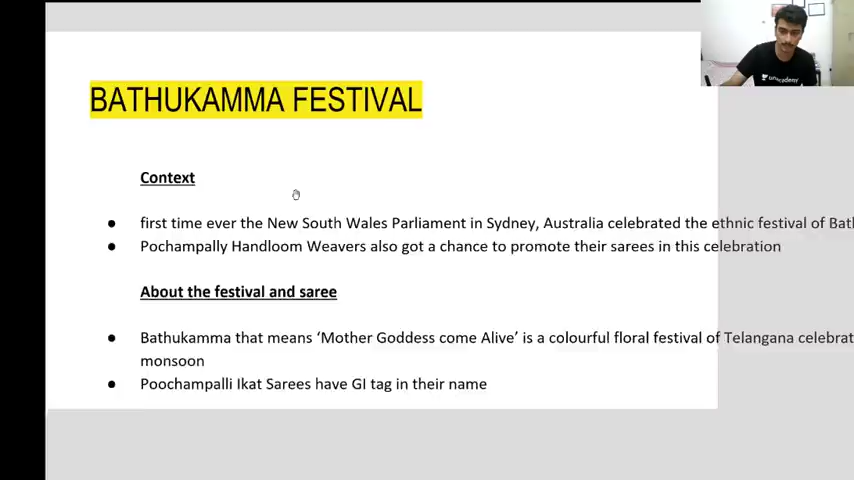 BATHUKAMMA FESTIVAL
Context
● first time ever the New South Wales Parliament in Sydney, Australia celebrated the ethnic festival of Bath
● Pochampally Handloom Weavers also got a chance to promote their sarees in this celebration
About the festival and saree
● Bathukamma that means ‘Mother Goddess come Alive’ is a colourful floral festival of Telangana celebrat
monsoon
● Poochampalli Ikat Sarees have GI tag in their name
unacademy